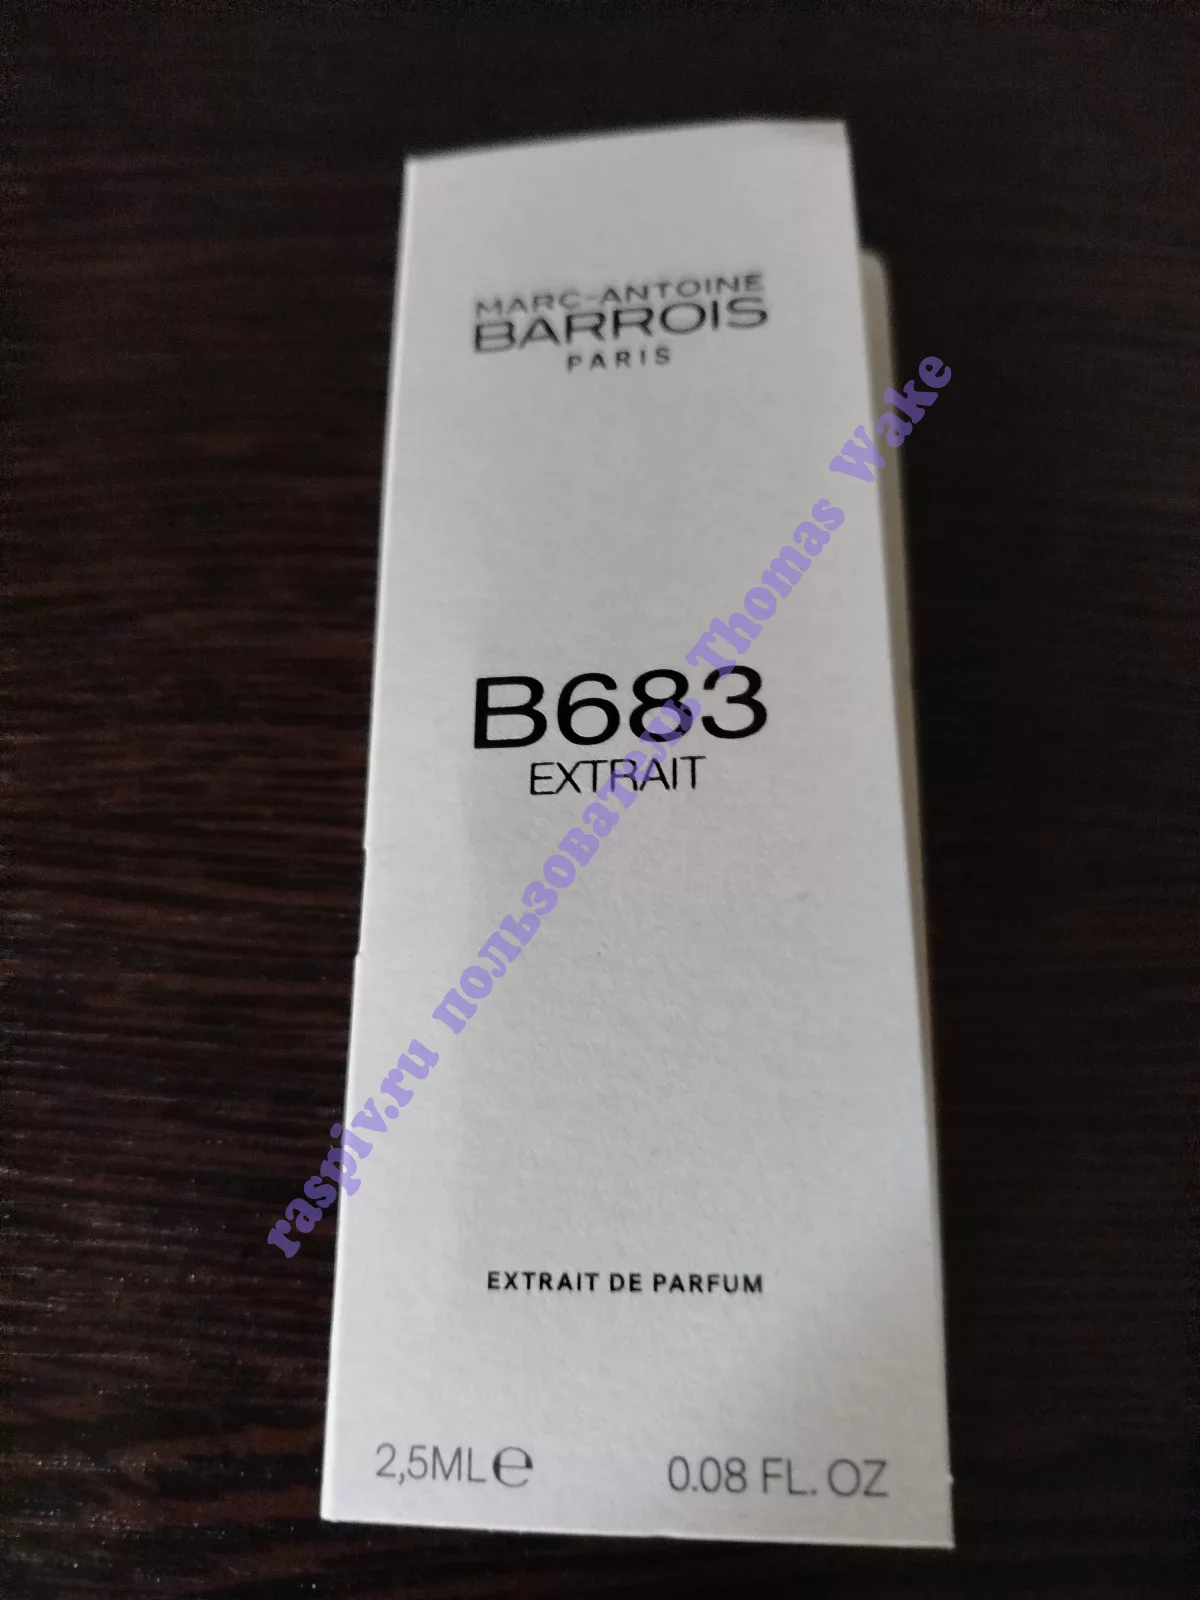 MARC-ANTOINE
BARROIS
PARIS
B683
EXTRAIT
EXTRAIT DE PARFUM
2,5ML℮
0.08 FL. OZ
raspiv.ru пользователь Thomas Wake